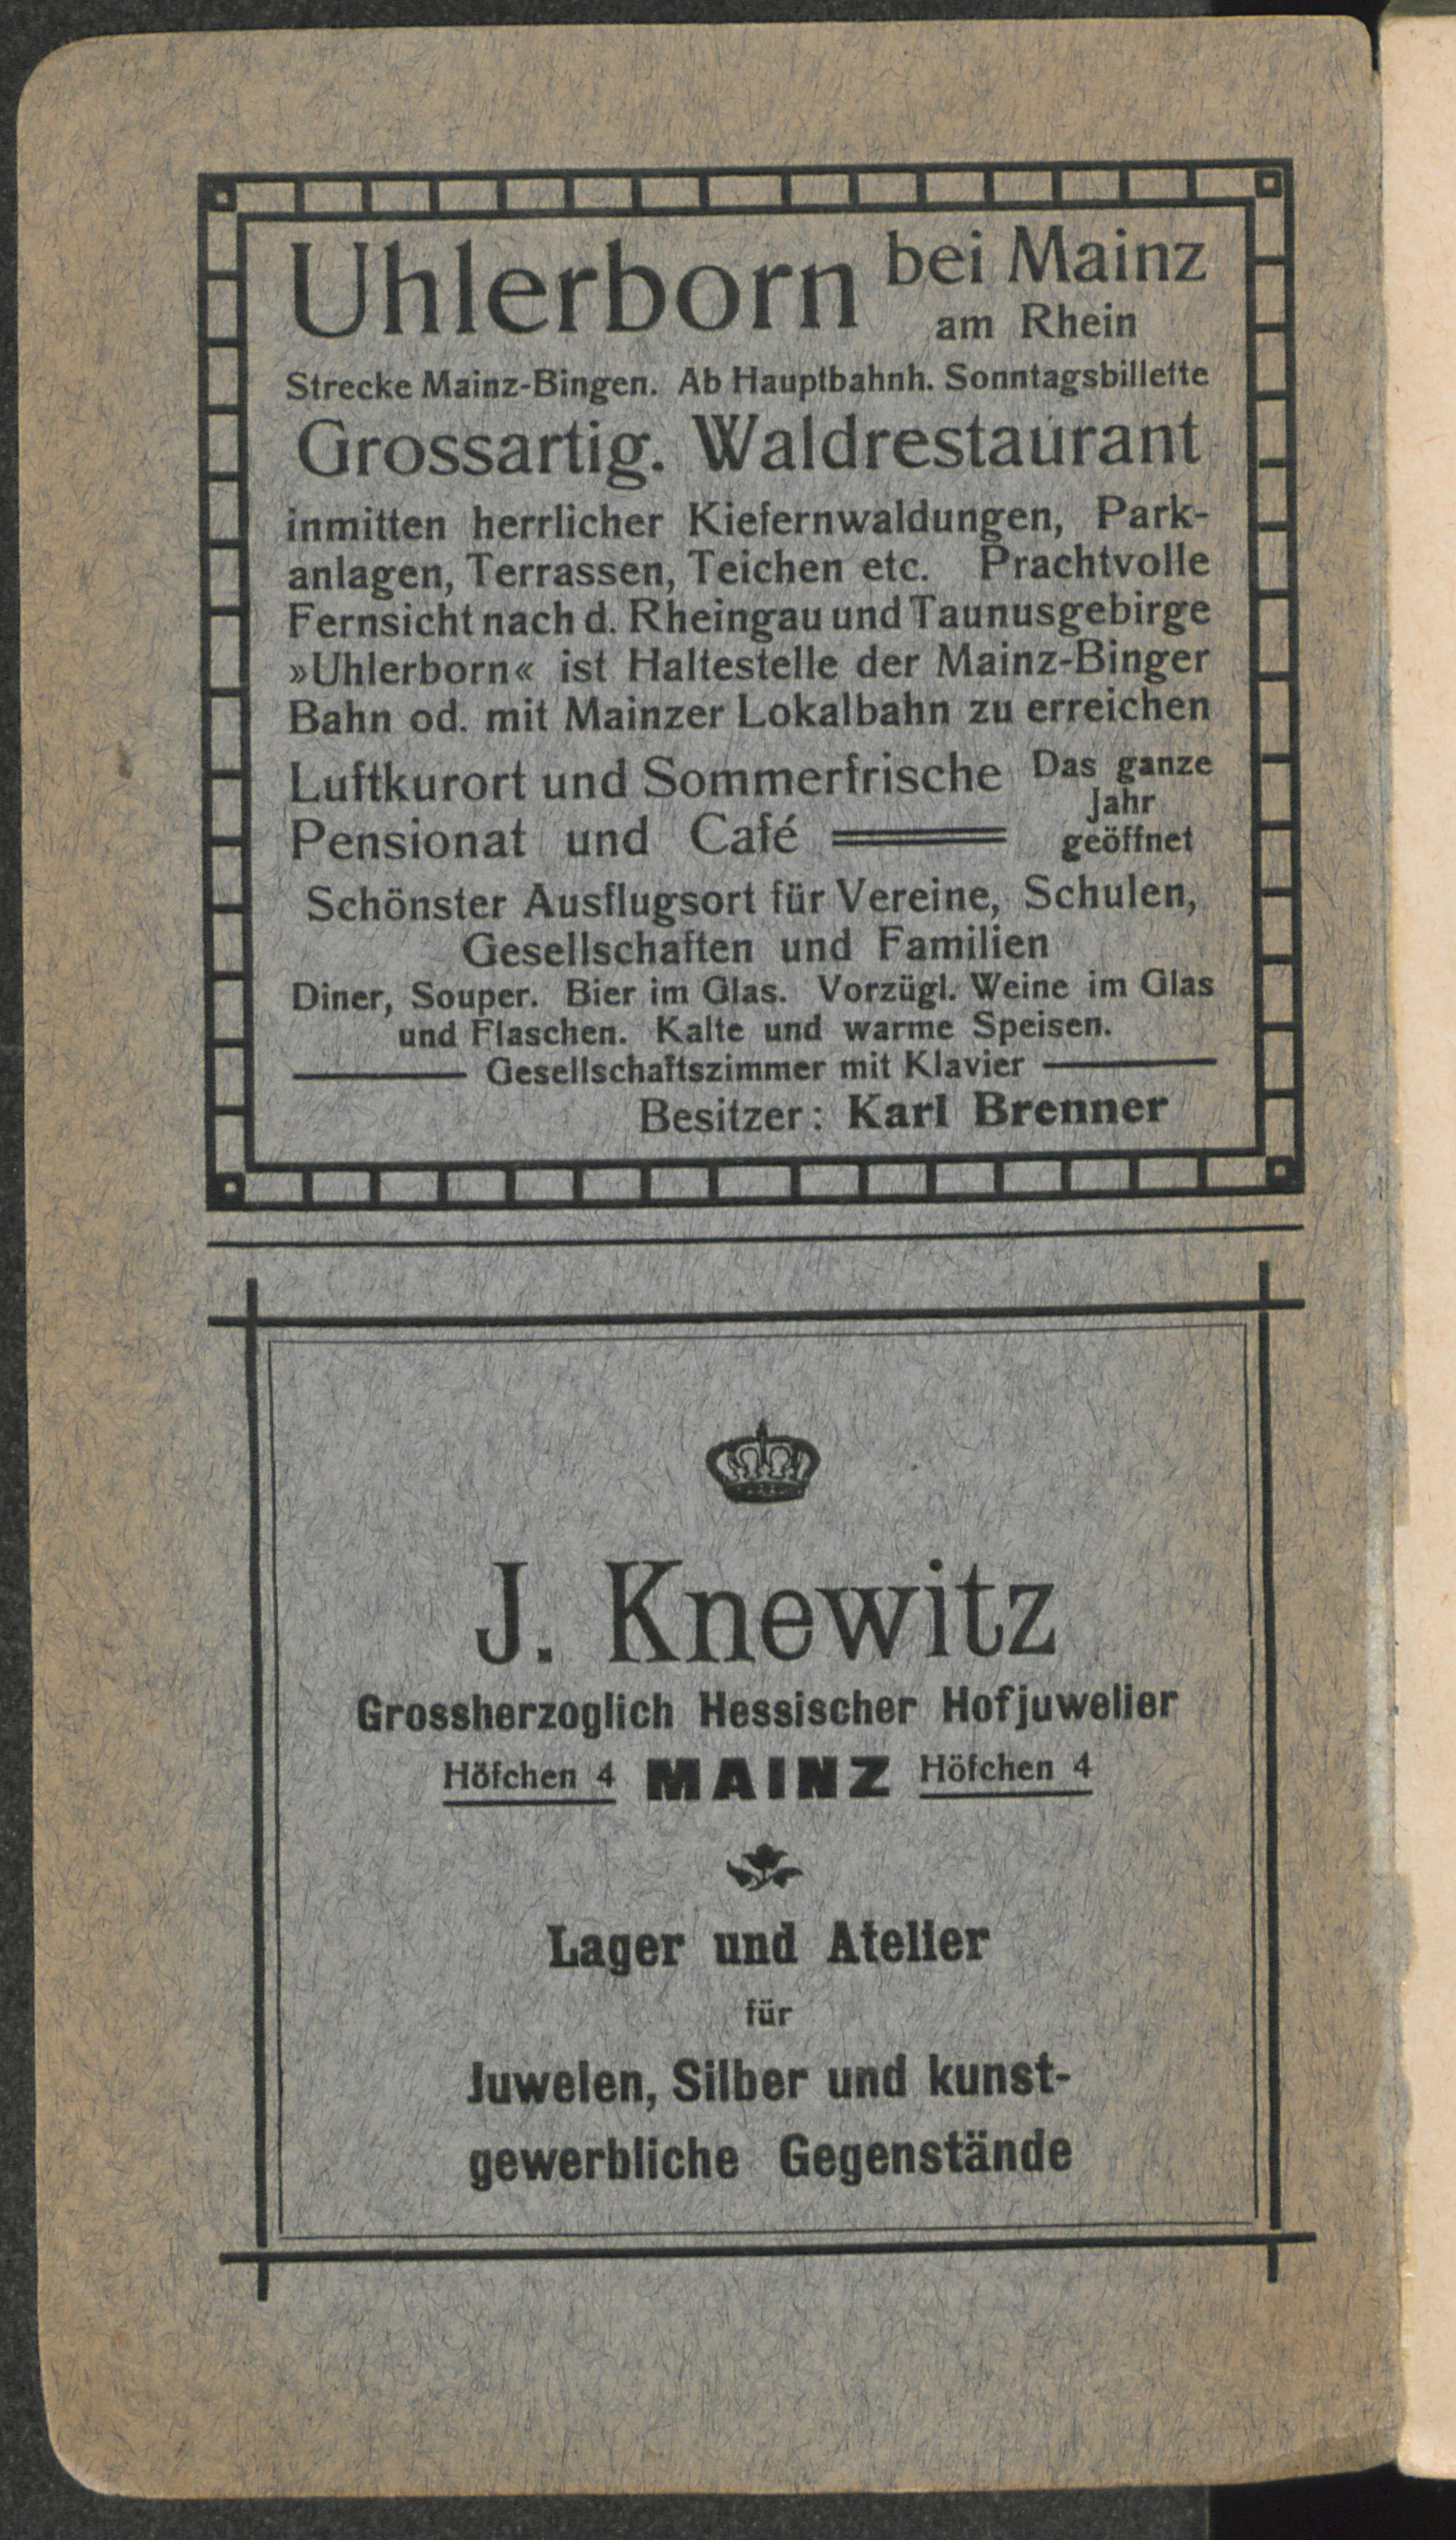 Uhlerborn bei Mainz
am Rhein
Strecke Mainz-Bingen. Ab Hauptbahnh. Sonntagsbillette
Grossartig. Waldrestaurant
inmitten herrlicher Kiefernwaldungen, Park-
anlagen, Terrassen, Teichen etc. Prachtvolle
Fernsicht nach d. Rheingau und Taunusgebirge
»Uhlerborn« ist Haltestelle der Mainz-Binger
Bahn od. mit Mainzer Lokalbahn zu erreichen
Luftkurort und Sommerfrische
Pensionat und Café
Das ganze
Jahr
geöffnet
Schönster Ausflugsort für Vereine, Schulen,
Gesellschaften und Familien
Diner, Souper. Bier im Glas. Vorzügl. Weine im Glas
und Flaschen. Kalte und warme Speisen.
Gesellschaftszimmer mit Klavier
Besitzer: Karl Brenner
J. Knewitz
Grossherzoglich Hessischer Hofjuwelier
Höfchen 4 MAINZ Höfchen 4
Lager und Atelier
für
Juwelen, Silber und kunst-
gewerbliche Gegenstände